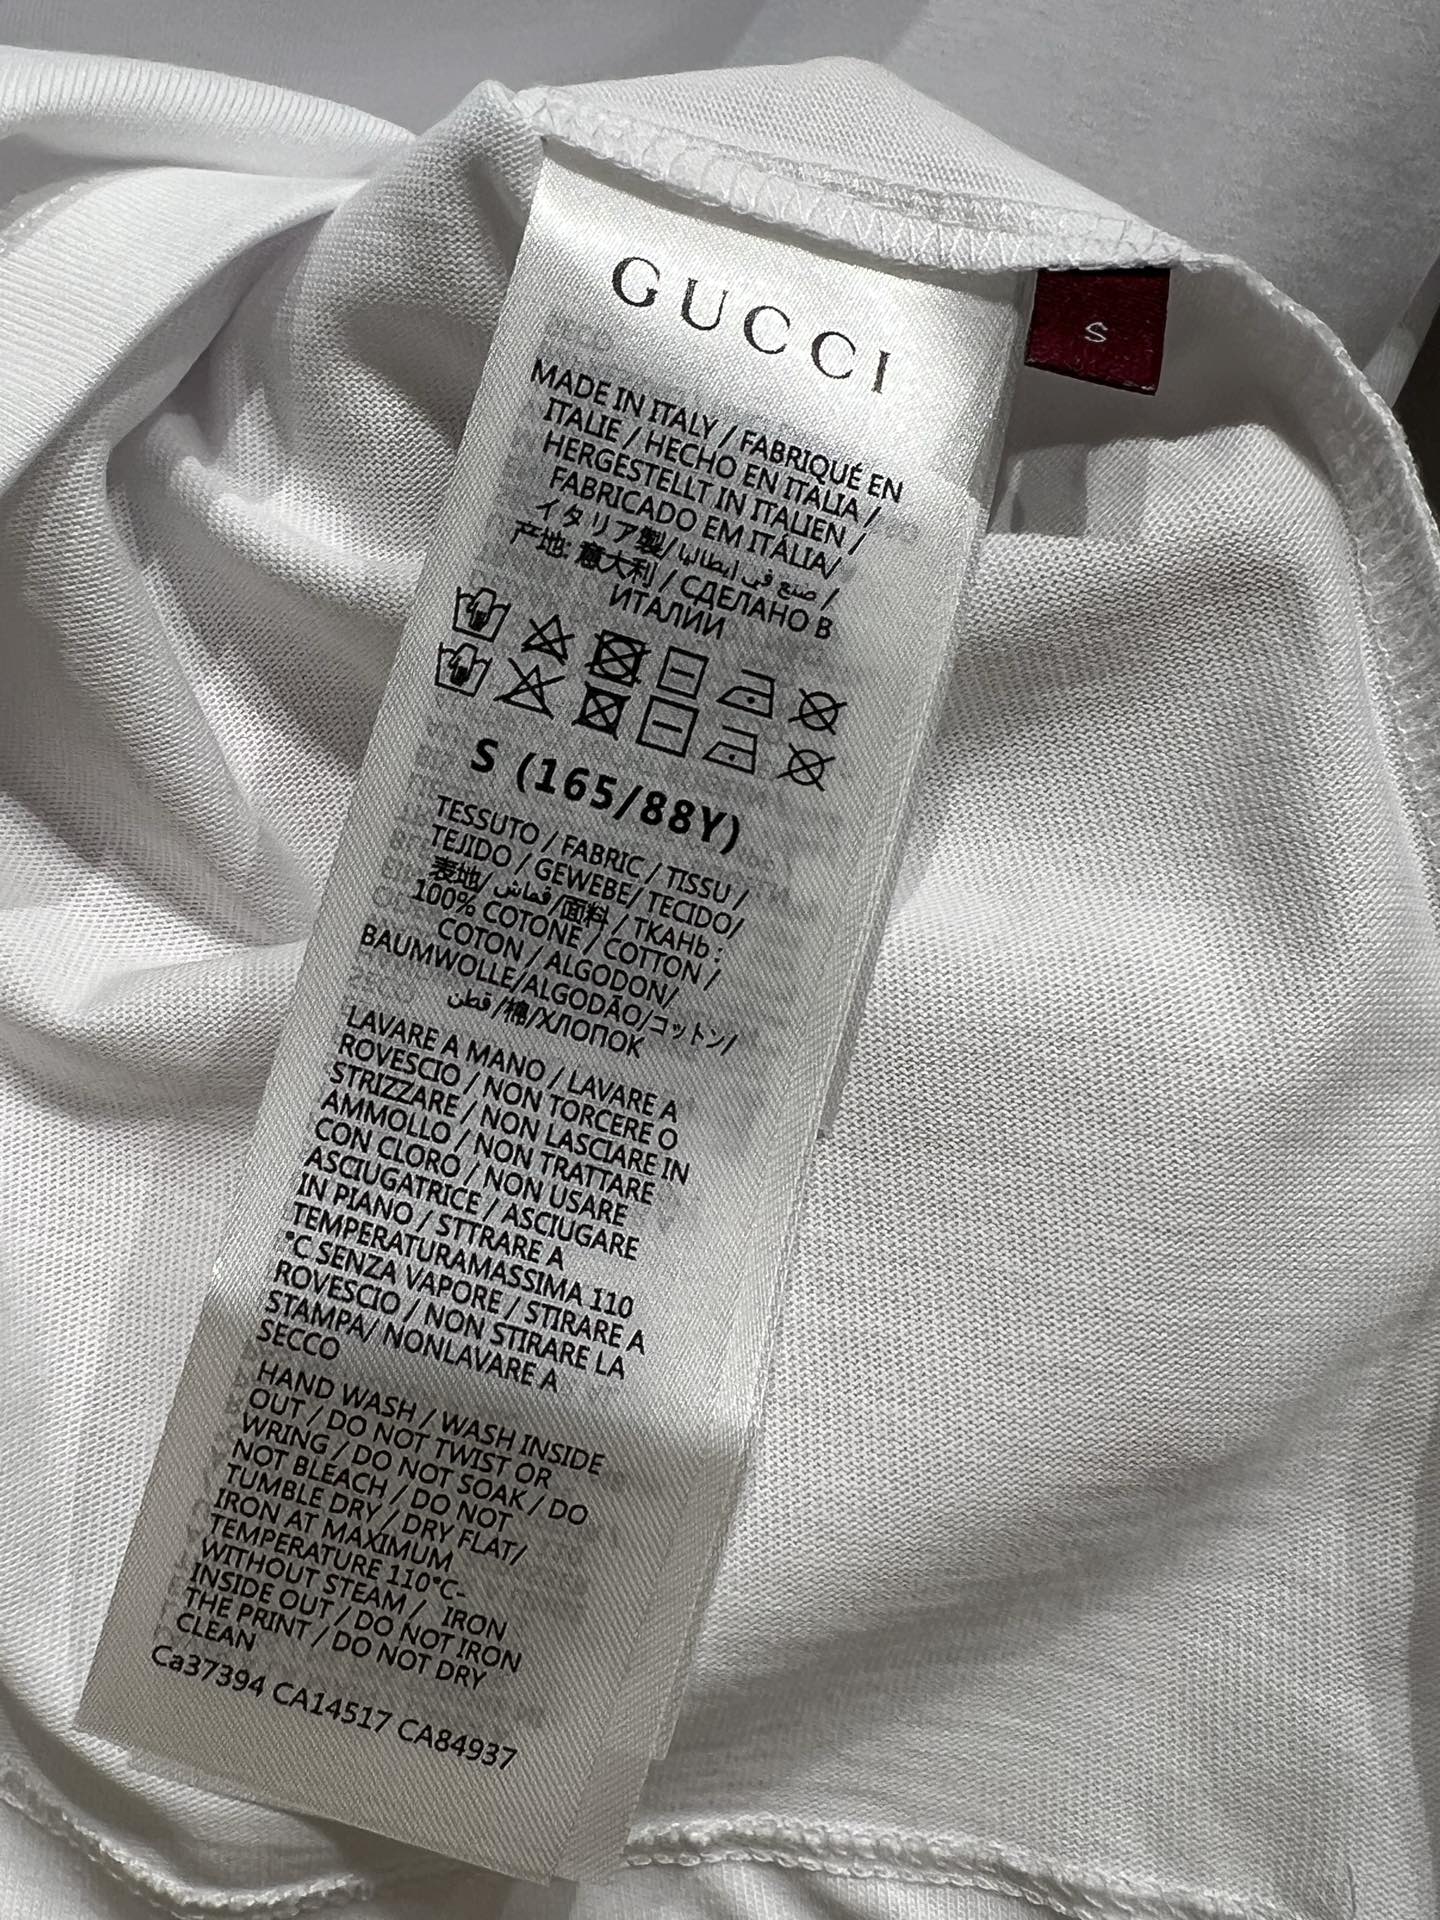 GUCCI
S
MADE IN ITALY / FABRIQUÉ EN
ITALIE / HECHO EN ITALIA /
HERGESTELLT IN ITALIEN /
FABRICADO EM ITÁLIA/
イタリア製/صنع في إيطاليا /
产地: 意大利 / СДЕЛАНО В
ИТАЛИИ
S (165/88Y)
TESSUTO / FABRIC / TISSU /
TEJIDO / GEWEBE/ TECIDO/
表地/قماش/面料 / ТКАНЬ :
100% COTONE / COTTON /
COTON / ALGODON/
BAUMWOLLE/ALGODÃO/コットン/
قطن /棉/ХЛОПОК
LAVARE A MANO / LAVARE A
ROVESCIO / NON TORCERE O
STRIZZARE / NON LASCIARE IN
AMMOLLO / NON TRATTARE
CON CLORO / NON USARE
ASCIUGATRICE / ASCIUGARE
IN PIANO / STTRARE A
TEMPERATURAMASSIMA 110
°C SENZA VAPORE / STIRARE A
ROVESCIO / NON STIRARE LA
STAMPA/ NONLAVARE A
SECCO
HAND WASH / WASH INSIDE
OUT / DO NOT TWIST OR
WRING / DO NOT SOAK / DO
NOT BLEACH / DO NOT
TUMBLE DRY / DRY FLAT/
IRON AT MAXIMUM
TEMPERATURE 110°C-
WITHOUT STEAM / IRON
INSIDE OUT / DO NOT IRON
THE PRINT / DO NOT DRY
CLEAN
Ca37394 CA14517 CA84937